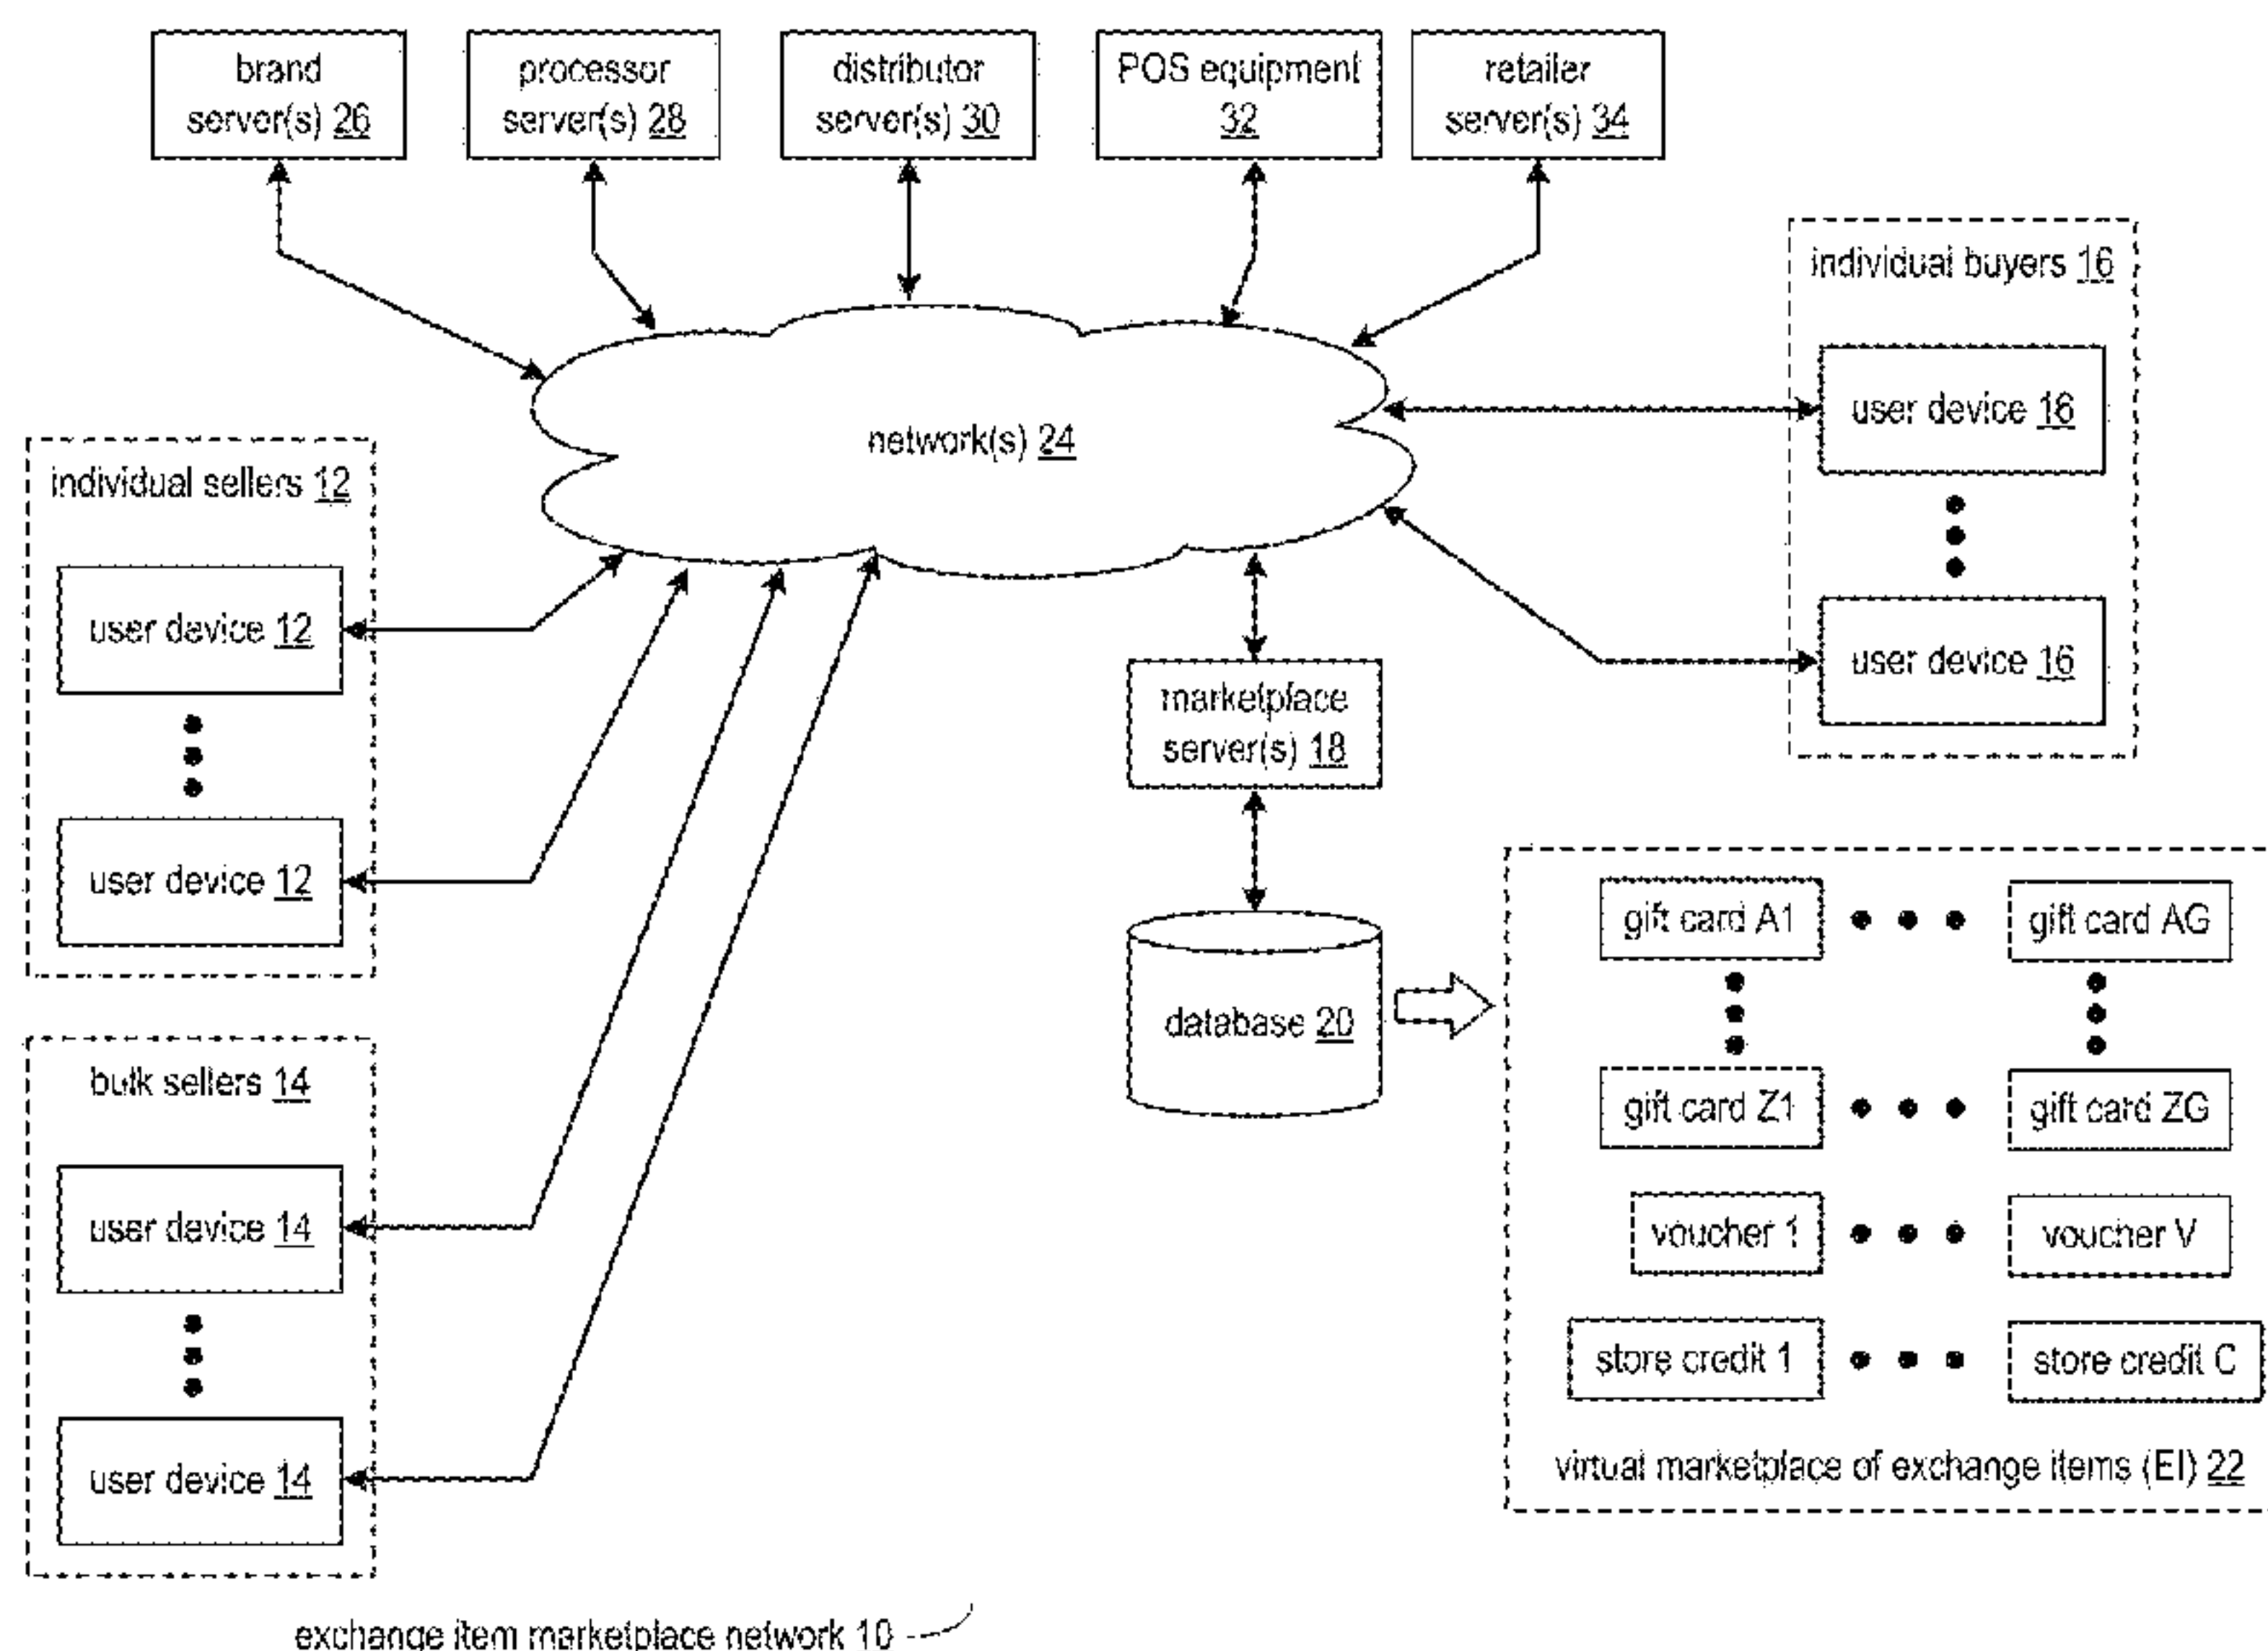 brand
server(s) 26
processor
server(s) 28
distributor
server(s) 30
POS equipment
32
retailer
server(s) 34
individual buyers 16
user device 16
user device 16
network(s) 24
individual sellers 12
user device 12
user device 12
marketplace
server(s) 18
database 20
bulk sellers 14
user device 14
user device 14
gift card A1
gift card AG
gift card Z1
gift card ZG
voucher 1
voucher V
store credit 1
store credit C
virtual marketplace of exchange items (EI) 22
exchange item marketplace network 10